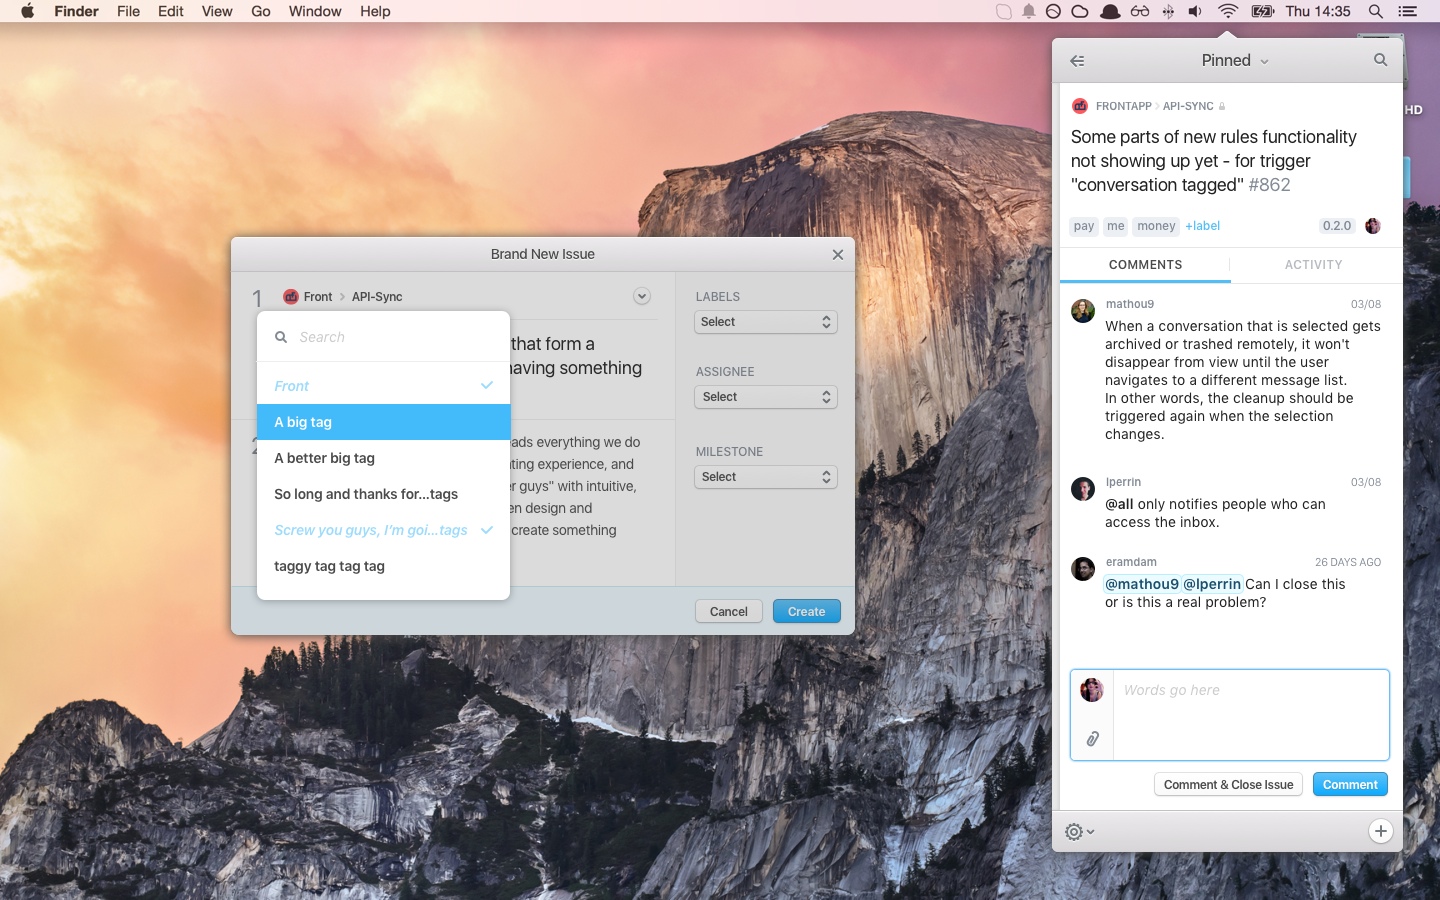 Finder File Edit View Go Window Help
Thu 14:35
HD
Pinned
FRONTAPP › API-SYNC
Some parts of new rules functionality
not showing up yet - for trigger
"conversation tagged" #862
pay me money +label 0.2.0
COMMENTS ACTIVITY
mathou9 03/08
When a conversation that is selected gets
archived or trashed remotely, it won't
disappear from view until the user
navigates to a different message list.
In other words, the cleanup should be
triggered again when the selection
changes.
lperrin 03/08
@all only notifies people who can
access the inbox.
eramdam 26 DAYS AGO
@mathou9 @lperrin Can I close this
or is this a real problem?
Words go here
Comment & Close Issue Comment
Brand New Issue
1 Front › API-Sync
that form a
having something
2
ads everything we do
ting experience, and
er guys" with intuitive,
en design and
create something
Search
Front
A big tag
A better big tag
So long and thanks for...tags
Screw you guys, I'm goi...tags
taggy tag tag tag
LABELS
Select
ASSIGNEE
Select
MILESTONE
Select
Cancel Create